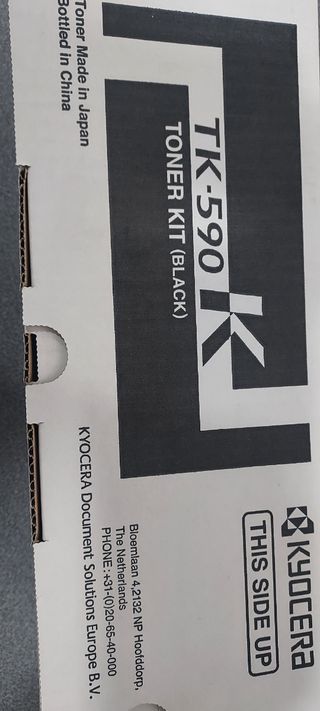 KYOCERA
THIS SIDE UP
TK-590 K
TONER KIT (BLACK)
Toner Made in Japan
Bottled in China
Bloemlaan 4,2132 NP Hoofddorp,
The Netherlands
PHONE:+31-(0)20-65-40-000
KYOCERA Document Solutions Europe B.V.